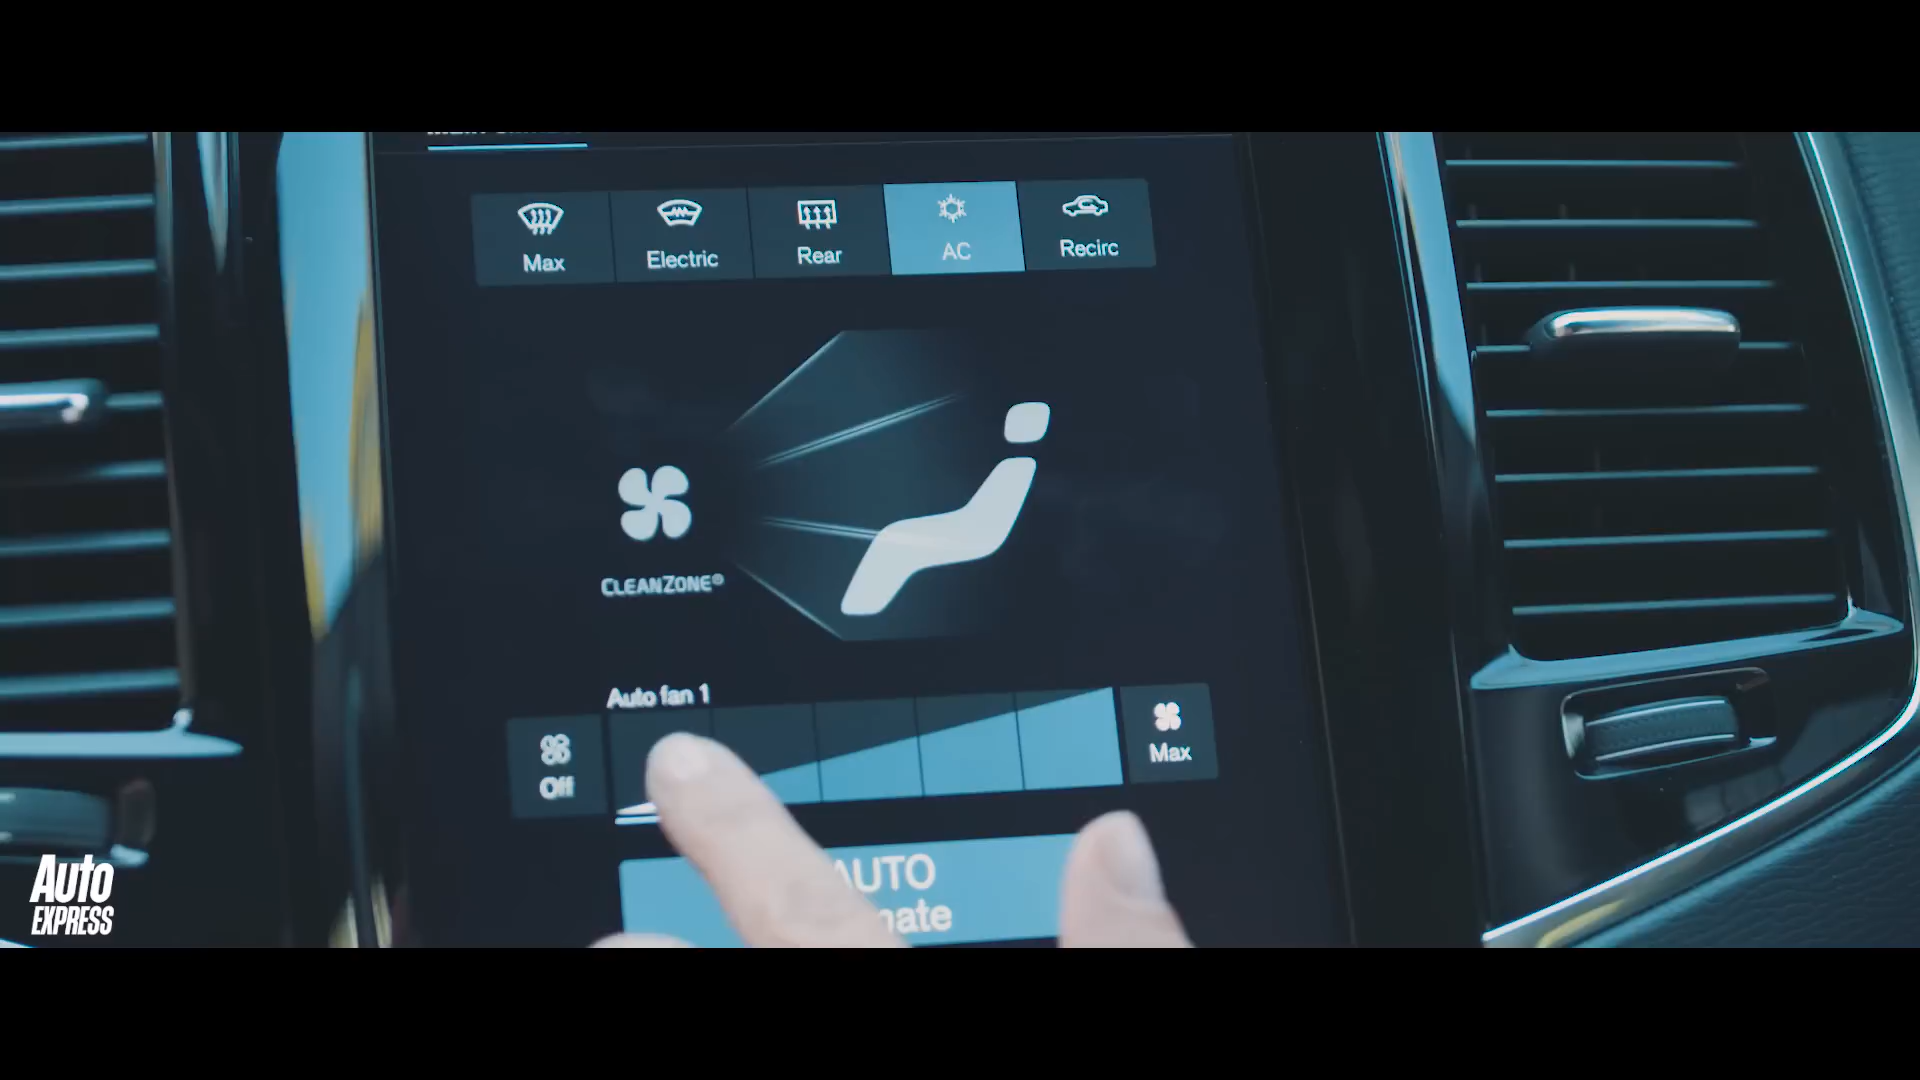 Max
Electric
Rear
AC
Recirc
CLEANZONE®
Auto fan 1
Off
Max
AUTO
Auto
EXPRESS